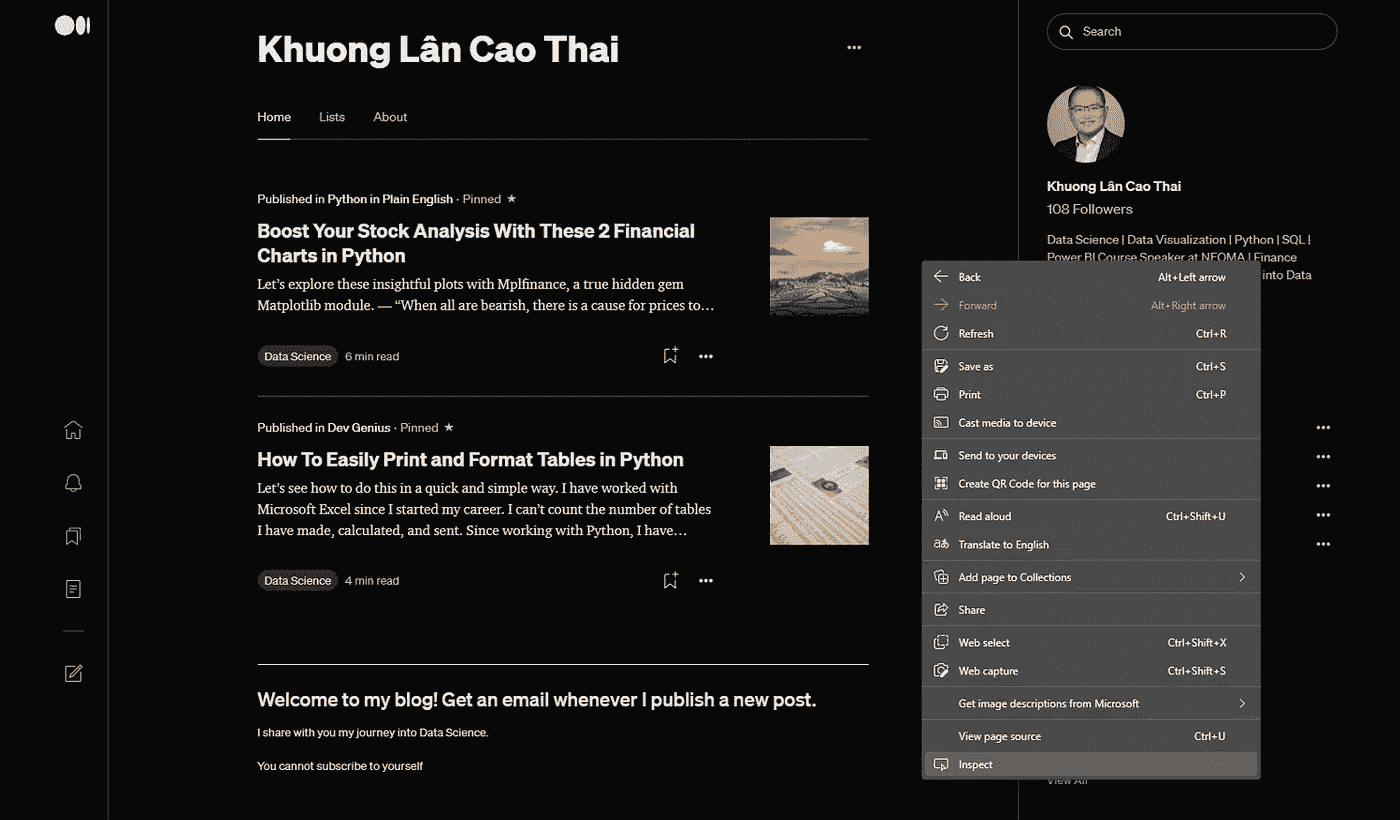 Khuong Lân Cao Thai
Home Lists About
Published in Python in Plain English · Pinned ★
Boost Your Stock Analysis With These 2 Financial
Charts in Python
Let’s explore these insightful plots with Mplfinance, a true hidden gem
Matplotlib module. — “When all are bearish, there is a cause for prices to…
Data Science 6 min read
Published in Dev Genius · Pinned ★
How To Easily Print and Format Tables in Python
Let’s see how to do this in a quick and simple way. I have worked with
Microsoft Excel since I started my career. I can’t count the number of tables
I have made, calculated, and sent. Since working with Python, I have…
Data Science 4 min read
Welcome to my blog! Get an email whenever I publish a new post.
I share with you my journey into Data Science.
You cannot subscribe to yourself
Search
Khuong Lân Cao Thai
108 Followers
Data Science | Data Visualization | Python | SQL |
Power BI Course Speaker at NEOMA | Finance
into Data
Back Alt+Left arrow
Forward Alt+Right arrow
Refresh Ctrl+R
Save as Ctrl+S
Print Ctrl+P
Cast media to device
Send to your devices
Create QR Code for this page
Read aloud Ctrl+Shift+U
Translate to English
Add page to Collections
Share
Web select Ctrl+Shift+X
Web capture Ctrl+Shift+S
Get image descriptions from Microsoft
View page source Ctrl+U
Inspect
View All